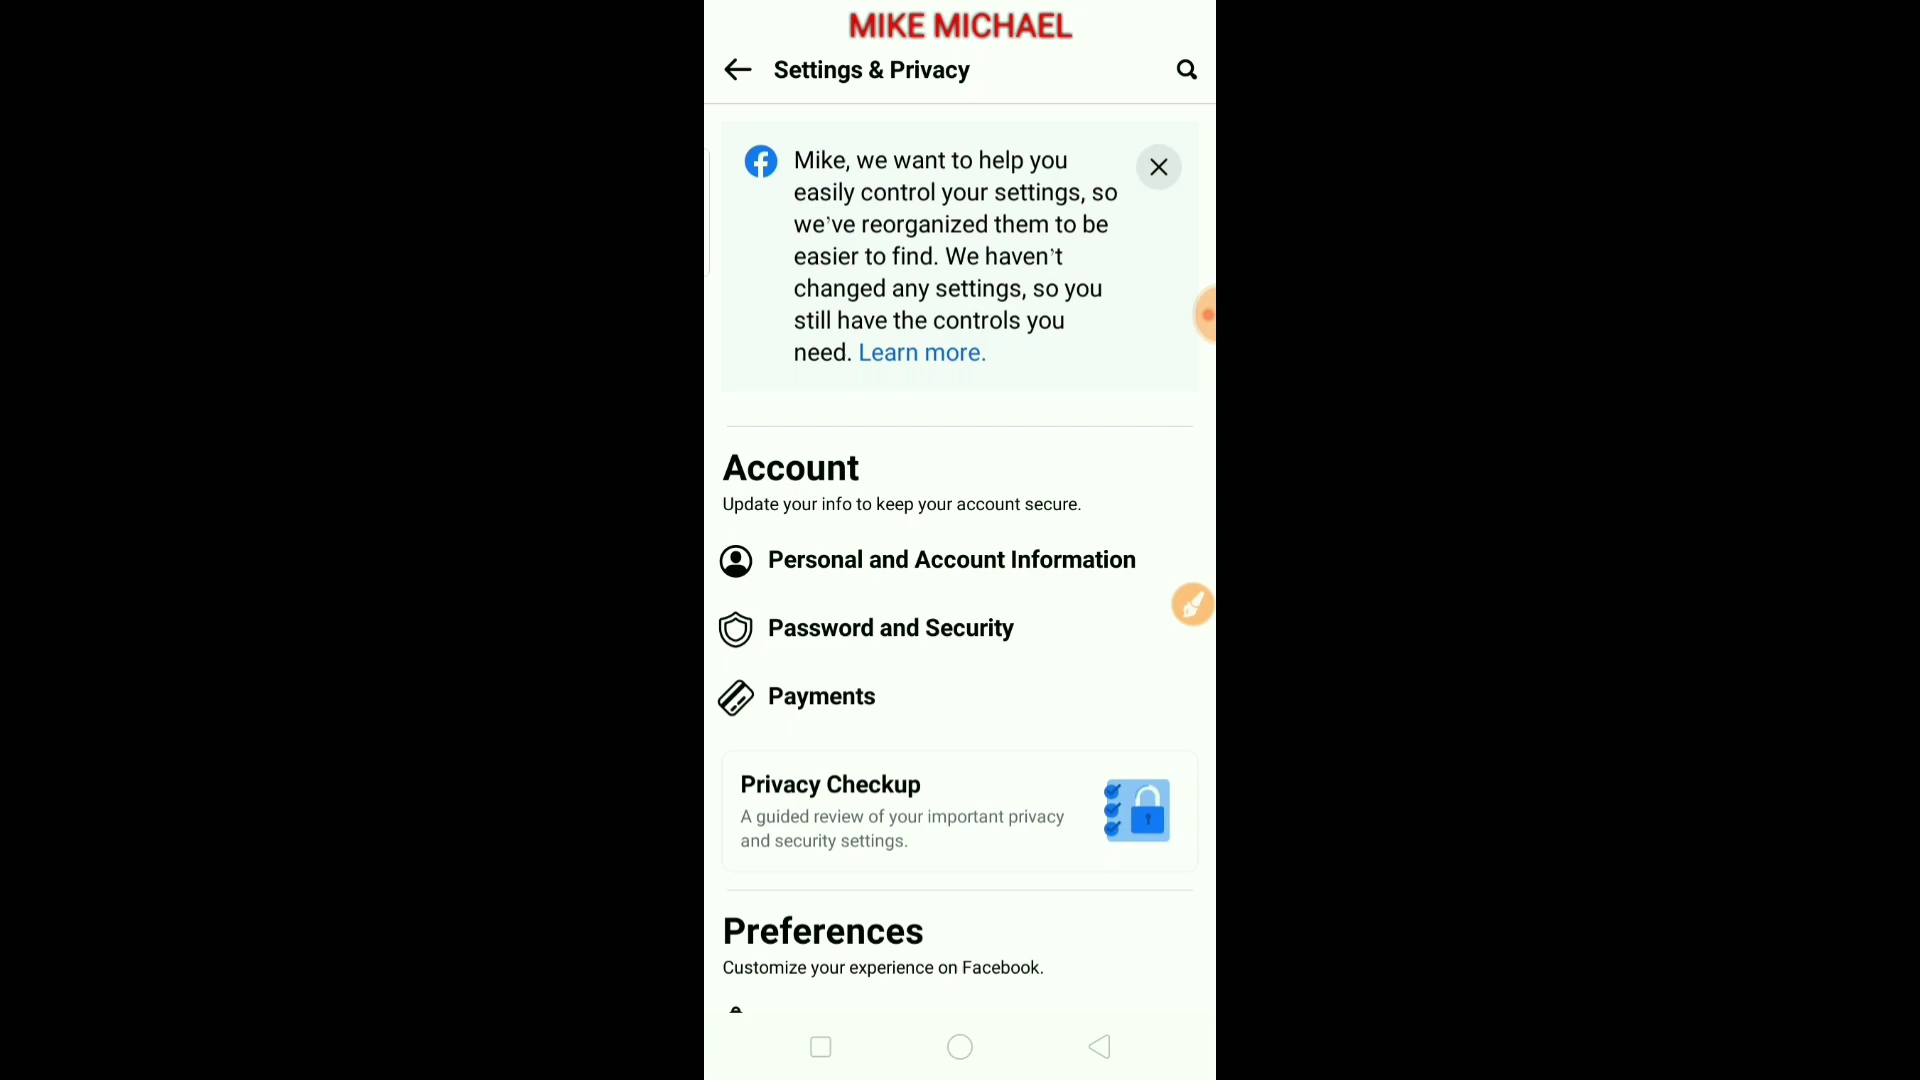 MIKE MICHAEL
Settings & Privacy
Mike, we want to help you
easily control your settings, so
we've reorganized them to be
easier to find. We haven't
changed any settings, so you
still have the controls you
need. Learn more.
Account
Update your info to keep your account secure.
Personal and Account Information
Password and Security
Payments
Privacy Checkup
A guided review of your important privacy
and security settings.
Preferences
Customize your experience on Facebook.